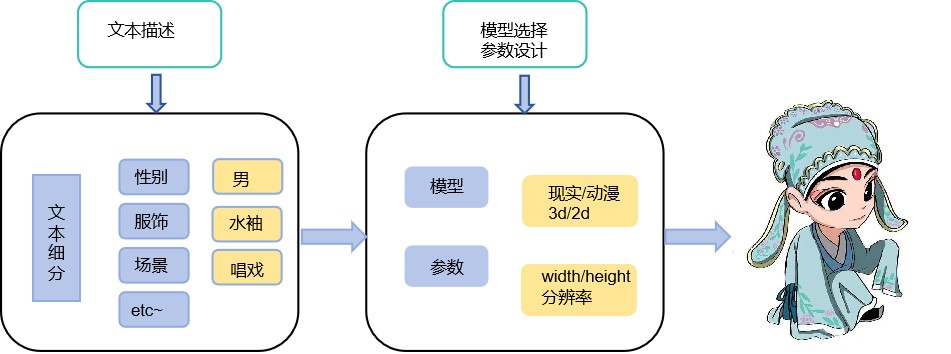 文本描述
模型选择
参数设计
文本细分
性别
男
服饰
水袖
场景
唱戏
etc~
模型
现实/动漫
3d/2d
参数
width/height
分辨率